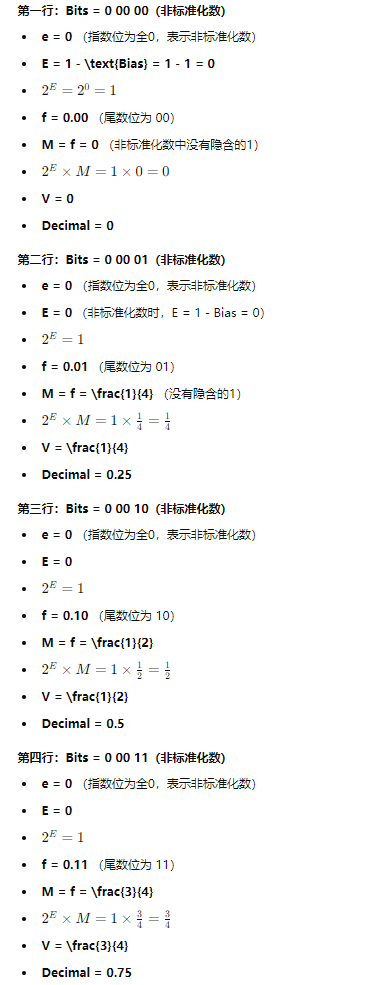 第一行：Bits = 0 00 00（非标准化数）
• e = 0 （指数位为全0，表示非标准化数）
• E = 1 - \text{Bias} = 1 - 1 = 0
• 2^E = 2^0 = 1
• f = 0.00 （尾数位为 00）
• M = f = 0 （非标准化数中没有隐含的1）
• 2^E × M = 1 × 0 = 0
• V = 0
• Decimal = 0
第二行：Bits = 0 00 01（非标准化数）
• e = 0 （指数位为全0，表示非标准化数）
• E = 0 （非标准化数时，E = 1 - Bias = 0）
• 2^E = 1
• f = 0.01 （尾数位为 01）
• M = f = \frac{1}{4} （没有隐含的1）
• 2^E × M = 1 × 1/4 = 1/4
• V = \frac{1}{4}
• Decimal = 0.25
第三行：Bits = 0 00 10（非标准化数）
• e = 0 （指数位为全0，表示非标准化数）
• E = 0
• 2^E = 1
• f = 0.10 （尾数位为 10）
• M = f = \frac{1}{2}
• 2^E × M = 1 × 1/2 = 1/2
• V = \frac{1}{2}
• Decimal = 0.5
第四行：Bits = 0 00 11（非标准化数）
• e = 0 （指数位为全0，表示非标准化数）
• E = 0
• 2^E = 1
• f = 0.11 （尾数位为 11）
• M = f = \frac{3}{4}
• 2^E × M = 1 × 3/4 = 3/4
• V = \frac{3}{4}
• Decimal = 0.75